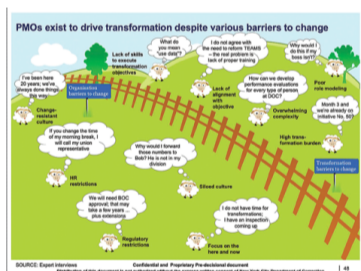 PMOs exist to drive transformation despite various barriers to change
What do
you mean
"use data"?
I do not agree with
the need to reform TEAMS
– the real problem is
lack of proper training
Why would I
do this if my
boss isn't?
Lack of skills
to execute
transformation
objectives
I've been here
20 years; we've
always done things
this way
Organization
barriers to change
Change-
resistant
culture
Lack of
alignment
with
objective
How can we develop
performance evaluations
for every type of
person at DOC?
Overwhelming
complexity
Poor
role modeling
Month 3 and
we're already on
initiative No. 86!
High trans-
formation burden
Transformation
barriers to change
If you change the time
of my morning break, I
will call my union
representative
HR
restrictions
Why would I forward
those numbers to
Bob? He is not in my
division
Siloed culture
We will need BOC
approval; that may
take a few years ...
plus extensions
Regulatory
restrictions
I do not have time for
transformations;
I have an inspection
coming up
Focus on the
here and now
SOURCE: Expert interviews
Confidential and Proprietary Pre-decisional document
48